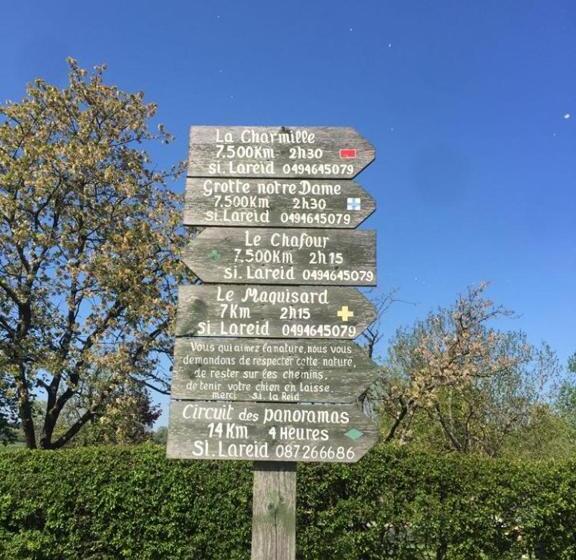 La Charmille
7,500Km 2h30
si. Lareid 0494645079
Grotte notre Dame
7,500Km 2h30
si. Lareid 0494645079
Le Chafour
7,500Km 2h15
si. Lareid 0494645079
Le Maquisard
7Km 2h15
si. Lareid 0494645079
Vous qui aimez la nature, nous vous
demandons de respecter cette nature,
de rester sur les chemins,
de tenir votre chien en laisse.
merci si. la Reid
Circuit des panoramas
14Km 4 Heures
SI. Lareid 087266686